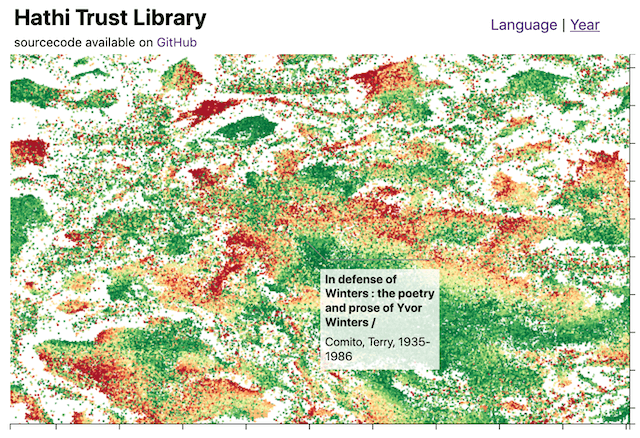 Hathi Trust Library
Language | Year
sourcecode available on GitHub
In defense of
Winters : the poetry
and prose of Yvor
Winters /
Comito, Terry, 1935-
1986